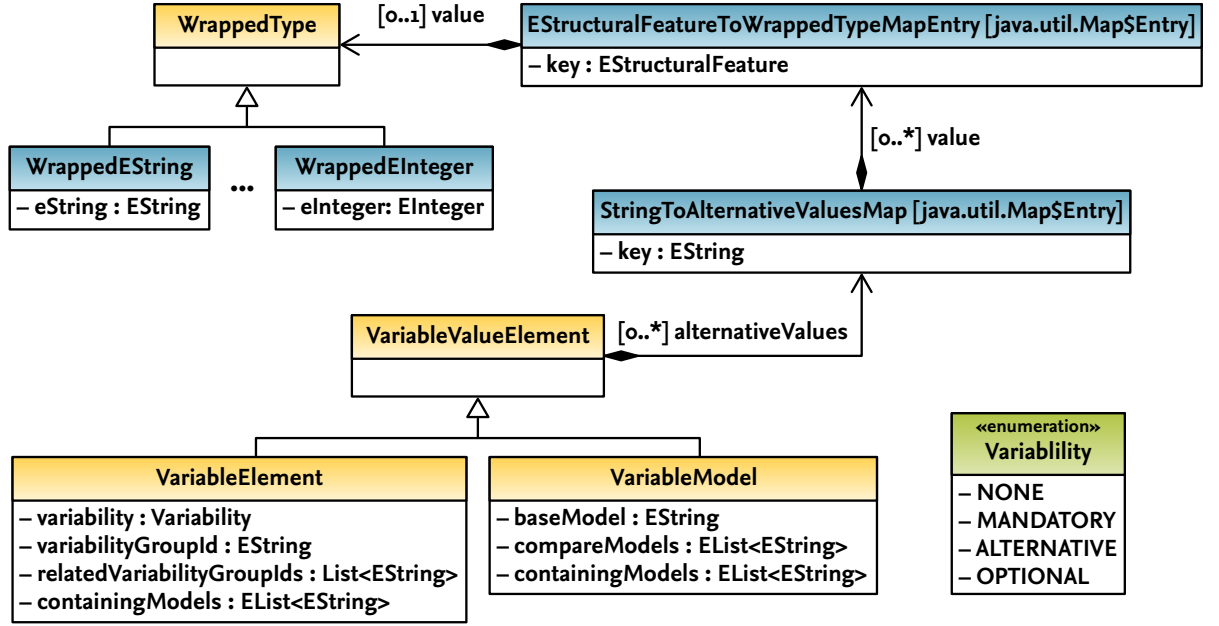 WrappedType
[0..1] value
EStructuralFeatureToWrappedTypeMapEntry [java.util.Map$Entry]
– key : EStructuralFeature
[0..*] value
WrappedEString
– eString : EString
...
WrappedEInteger
– eInteger: EInteger
StringToAlternativeValuesMap [java.util.Map$Entry]
– key : EString
VariableValueElement
[0..*] alternativeValues
VariableElement
– variability : Variability
– variabilityGroupId : EString
– relatedVariabilityGroupIds : List<EString>
– containingModels : EList<EString>
VariableModel
– baseModel : EString
– compareModels : EList<EString>
– containingModels : EList<EString>
«enumeration»
Variablility
– NONE
– MANDATORY
– ALTERNATIVE
– OPTIONAL